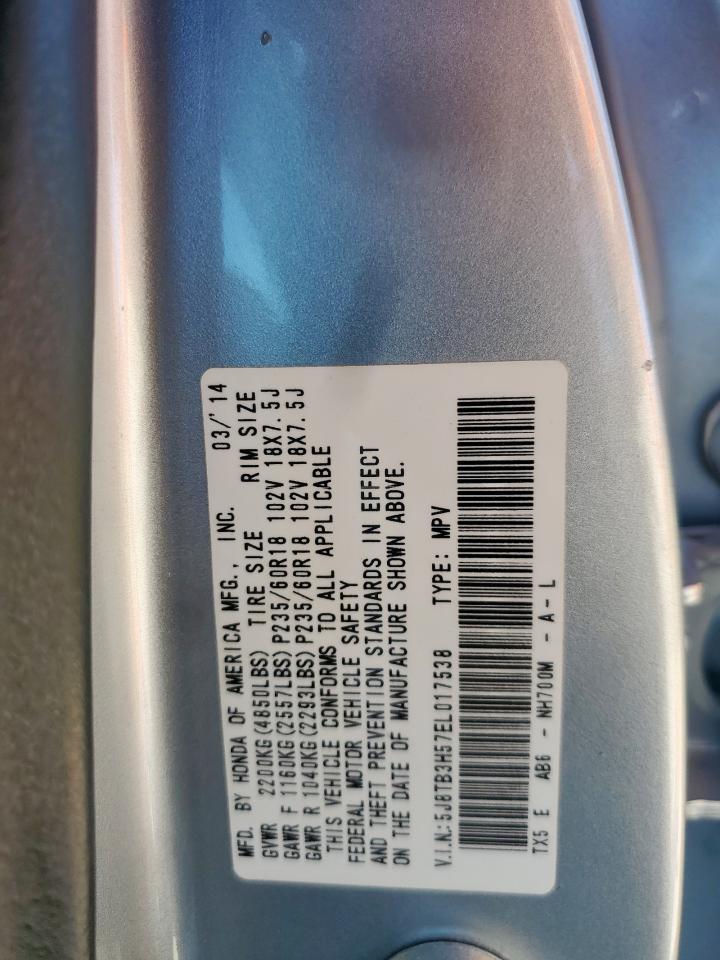 MFD. BY HONDA OF AMERICA MFG., INC. 03/'14
GVWR 2200KG(4850LBS) TIRE SIZE RIM SIZE
GAWR F 1160KG(2557LBS) P235/60R18 102V 18X7.5J
GAWR R 1040KG(2293LBS) P235/60R18 102V 18X7.5J
THIS VEHICLE CONFORMS TO ALL APPLICABLE
FEDERAL MOTOR VEHICLE SAFETY
AND THEFT PREVENTION STANDARDS IN EFFECT
ON THE DATE OF MANUFACTURE SHOWN ABOVE.
V.I.N.: 5J8TB3H57EL017538 TYPE: MPV
TX5 E AB6 - NH700M - A - L